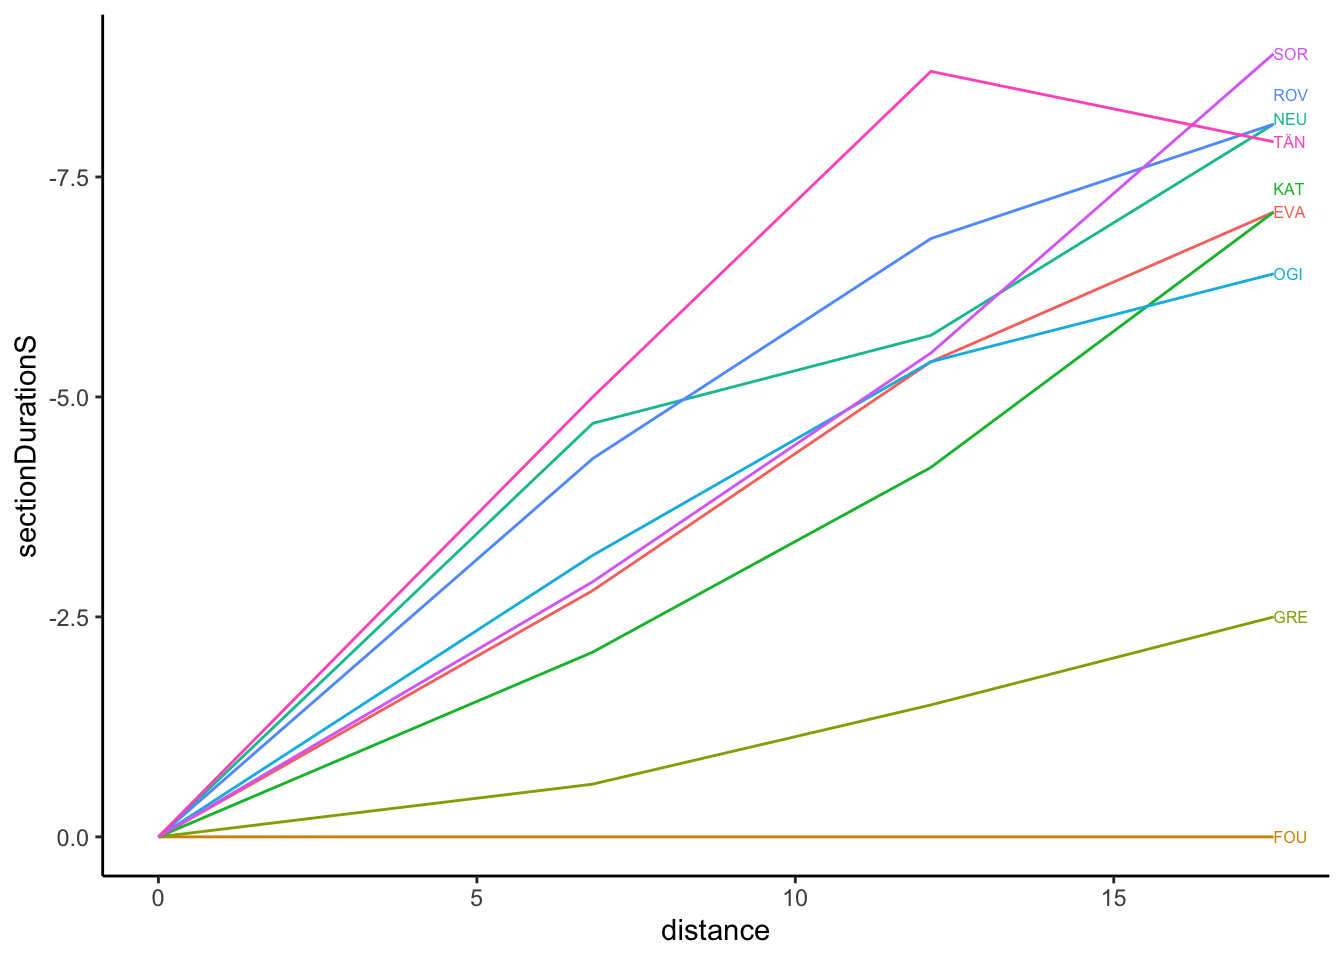 SOR
ROV
NEU
TÄN
KAT
EVA
OGI
GRE
FOU
-7.5
-5.0
-2.5
0.0
sectionDurationS
0 5 10 15
distance